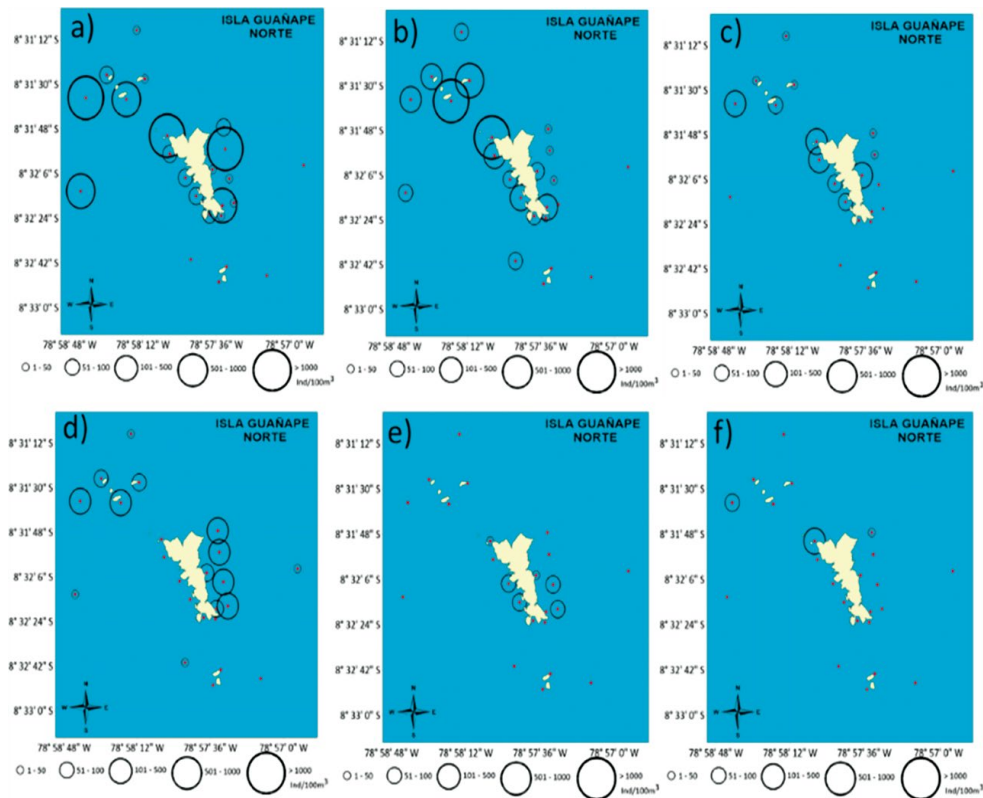 a)
ISLA GUAÑAPE
NORTE
8° 31' 12" S
8° 31' 30" S
8° 31' 48" S
8° 32' 6" S
8° 32' 24" S
8° 32' 42" S
8° 33' 0" S
N
W E
S
78° 58' 48" W 78° 58' 12" W 78° 57' 36" W 78° 57' 0" W
1 - 50 51 - 100 101 - 500 501 - 1000 > 1000
Ind/100m³
b)
ISLA GUAÑAPE
NORTE
8° 31' 12" S
8° 31' 30" S
8° 31' 48" S
8° 32' 6" S
8° 32' 24" S
8° 32' 42" S
8° 33' 0" S
N
W E
S
78° 58' 48" W 78° 58' 12" W 78° 57' 36" W 78° 57' 0" W
1 - 50 51 - 100 101 - 500 501 - 1000 > 1000
Ind/100m³
c)
ISLA GUAÑAPE
NORTE
8° 31' 12" S
8° 31' 30" S
8° 31' 48" S
8° 32' 6" S
8° 32' 24" S
8° 32' 42" S
8° 33' 0" S
N
W E
S
78° 58' 48" W 78° 58' 12" W 78° 57' 36" W 78° 57' 0" W
1 - 50 51 - 100 101 - 500 501 - 1000 > 1000
Ind/100m³
d)
ISLA GUAÑAPE
NORTE
8° 31' 12" S
8° 31' 30" S
8° 31' 48" S
8° 32' 6" S
8° 32' 24" S
8° 32' 42" S
8° 33' 0" S
N
W E
S
78° 58' 48" W 78° 58' 12" W 78° 57' 36" W 78° 57' 0" W
1 - 50 51 - 100 101 - 500 501 - 1000 > 1000
Ind/100m³
e)
ISLA GUAÑAPE
NORTE
8° 31' 12" S
8° 31' 30" S
8° 31' 48" S
8° 32' 6" S
8° 32' 24" S
8° 32' 42" S
8° 33' 0" S
N
W E
S
78° 58' 48" W 78° 58' 12" W 78° 57' 36" W 78° 57' 0" W
1 - 50 51 - 100 101 - 500 501 - 1000 > 1000
Ind/100m³
f)
ISLA GUAÑAPE
NORTE
8° 31' 12" S
8° 31' 30" S
8° 31' 48" S
8° 32' 6" S
8° 32' 24" S
8° 32' 42" S
8° 33' 0" S
N
W E
S
78° 58' 48" W 78° 58' 12" W 78° 57' 36" W 78° 57' 0" W
1 - 50 51 - 100 101 - 500 501 - 1000 > 1000
Ind/100m³